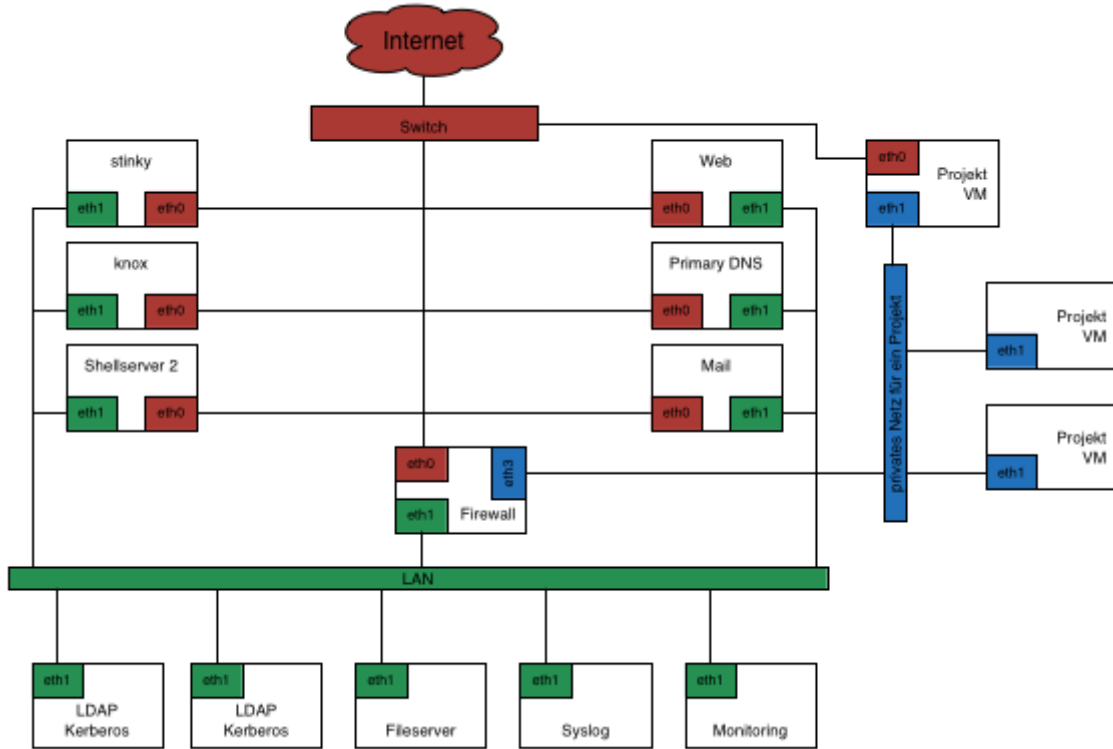 Internet
Switch
stinky
eth1
eth0
Web
eth0
eth1
eth0
Projekt
VM
eth1
knox
eth1
eth0
Primary DNS
eth0
eth1
privates Netz für ein Projekt
Projekt
VM
eth1
Shellserver 2
eth1
eth0
Mail
eth0
eth1
Projekt
VM
eth1
eth0
eth3
eth1
Firewall
LAN
eth1
LDAP
Kerberos
eth1
LDAP
Kerberos
eth1
Fileserver
eth1
Syslog
eth1
Monitoring